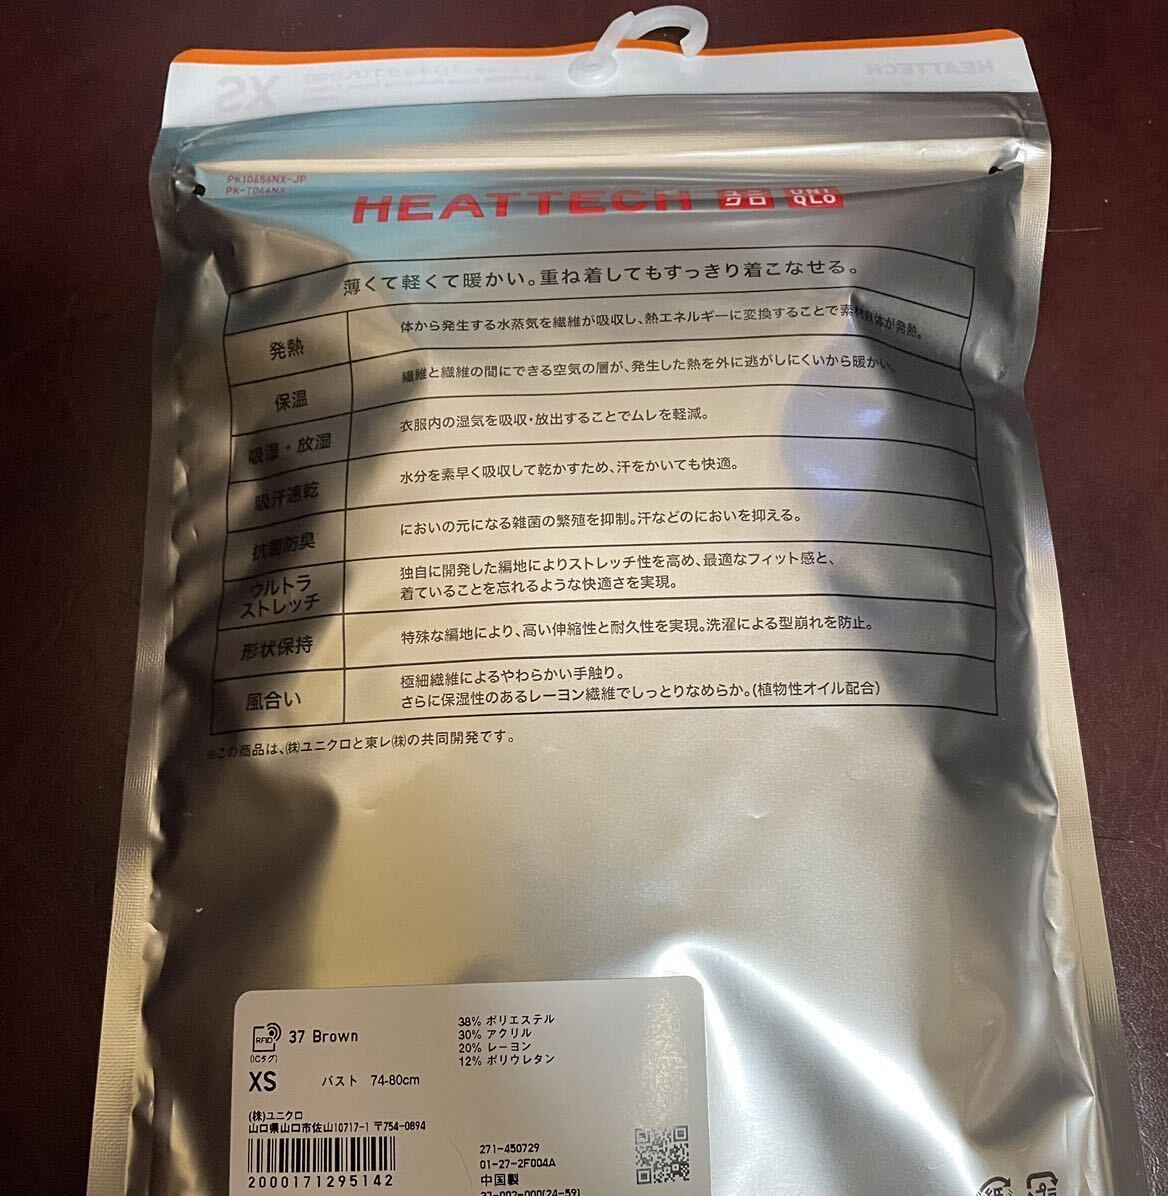 XS
HEATTECH
PK10656NX-JP
PK-T066NX
HEATTECH ユニクロ UNIQLO
薄くて軽くて暖かい。重ね着してもすっきり着こなせる。
発熱 体から発生する水蒸気を繊維が吸収し、熱エネルギーに変換することで素材自体が発熱。
保温 繊維と繊維の間にできる空気の層が、発生した熱を外に逃がしにくいから暖かい。
吸湿・放湿 衣服内の湿気を吸収・放出することでムレを軽減。
吸汗速乾 水分を素早く吸収して乾かすため、汗をかいても快適。
抗菌防臭 においの元になる雑菌の繁殖を抑制。汗などのにおいを抑える。
ウルトラ
ストレッチ
独自に開発した編地によりストレッチ性を高め、最適なフィット感と、
着ていることを忘れるような快適さを実現。
形状保持 特殊な編地により、高い伸縮性と耐久性を実現。洗濯による型崩れを防止。
風合い
極細繊維によるやわらかい手触り。
さらに保湿性のあるレーヨン繊維でしっとりなめらか。(植物性オイル配合)
※この商品は、(株)ユニクロと東レ(株)の共同開発です。
RFID
(ICタグ)
37 Brown
XS バスト 74-80cm
38% ポリエステル
30% アクリル
20% レーヨン
12% ポリウレタン
(株)ユニクロ
山口県山口市佐山10717-1 〒754-0894
2000171295142
271-450729
01-27-2F004A
中国製
37-002-000(24-59)